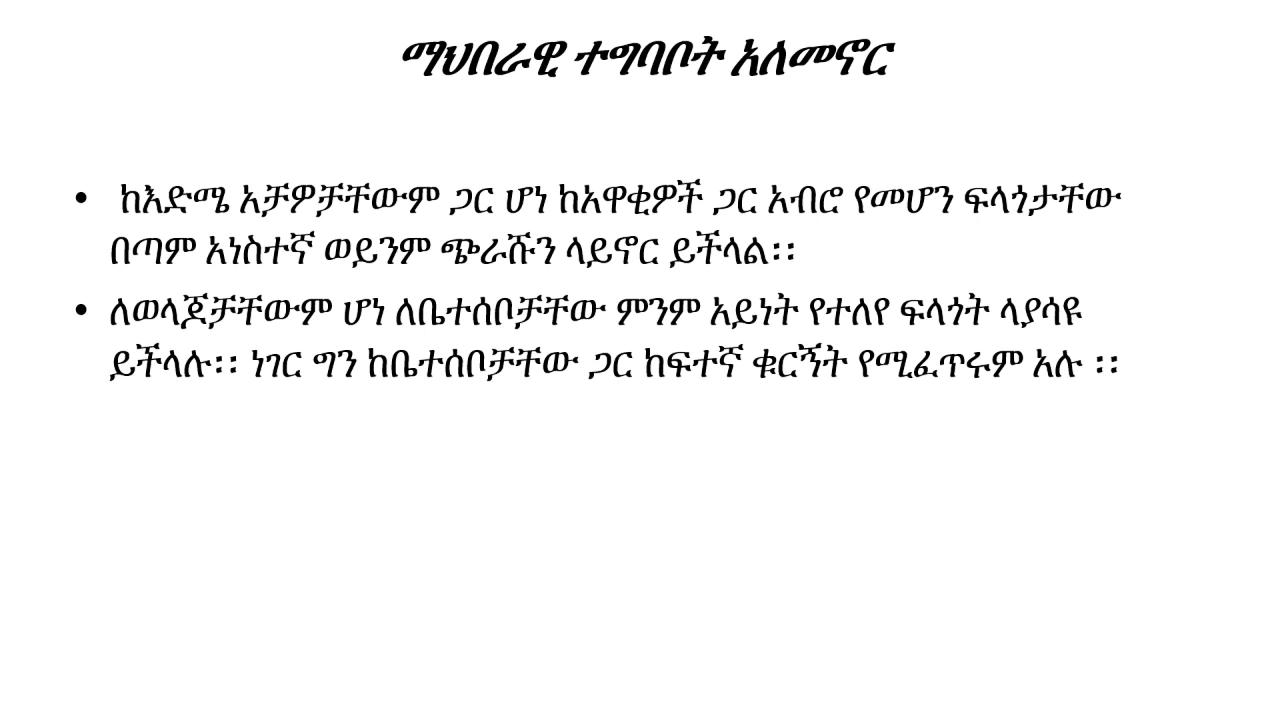 ማህበራዊ ተግባቦት አለመኖር
• ከእድሜ አቻዎቻቸውም ጋር ሆነ ከአዋቂዎች ጋር አብሮ የመሆን ፍላጎታቸው
በጣም አነስተኛ ወይንም ጭራሹን ላይኖር ይችላል፡፡
• ለወላጆቻቸውም ሆነ ለቤተሰቦቻቸው ምንም አይነት የተለየ ፍላጎት ላያሳዩ
ይችላሉ፡፡ ነገር ግን ከቤተሰቦቻቸው ጋር ከፍተኛ ቁርኝት የሚፈጥሩም አሉ ፡፡